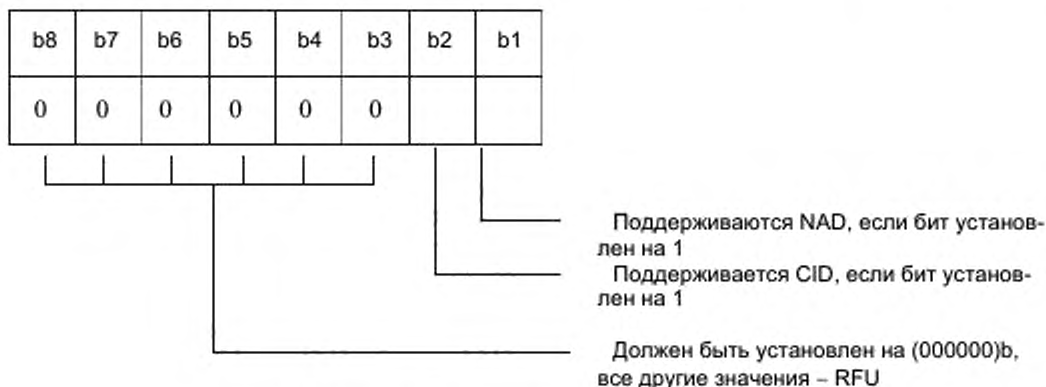 b8 b7 b6 b5 b4 b3 b2 b1
0 0 0 0 0 0
Поддерживаются NAD, если бит установ-
лен на 1
Поддерживается CID, если бит установ-
лен на 1
Должен быть установлен на (000000)b,
все другие значения – RFU